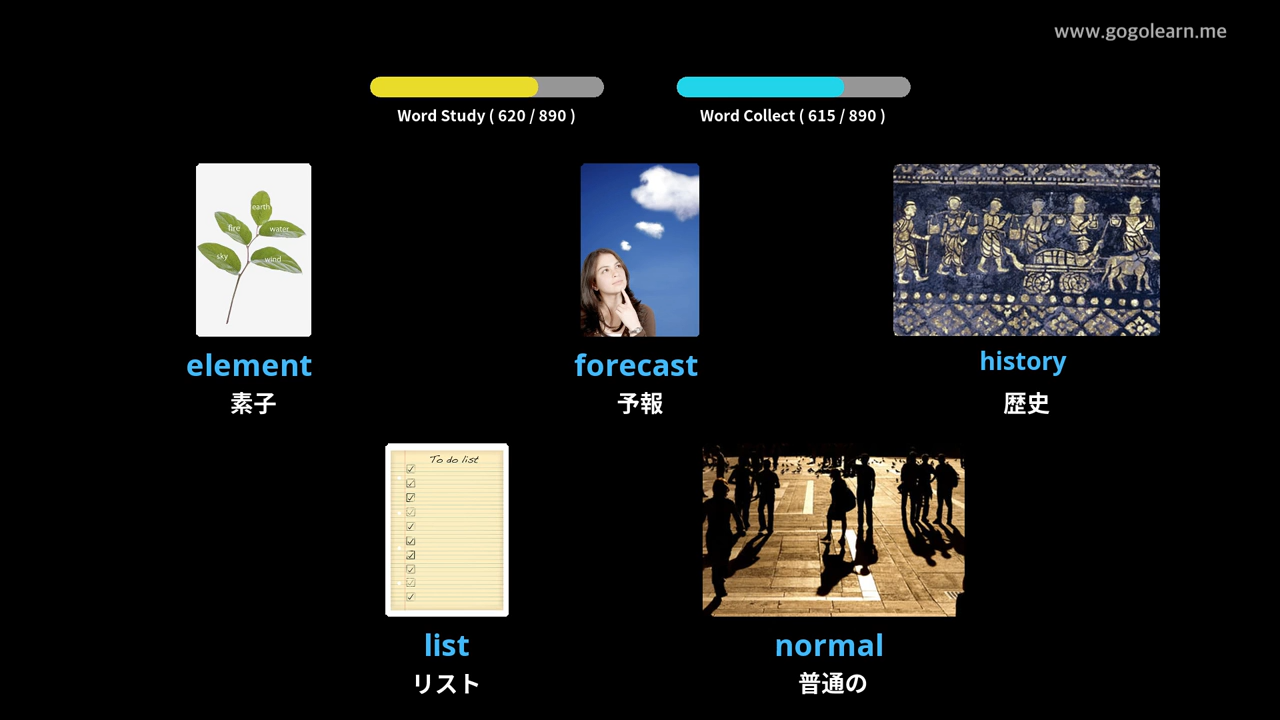 www.gogolearn.me
Word Study ( 620 / 890 )
Word Collect ( 615 / 890 )
earth
fire
water
sky
wind
element
素子
forecast
予報
history
歴史
To do list
list
リスト
normal
普通の